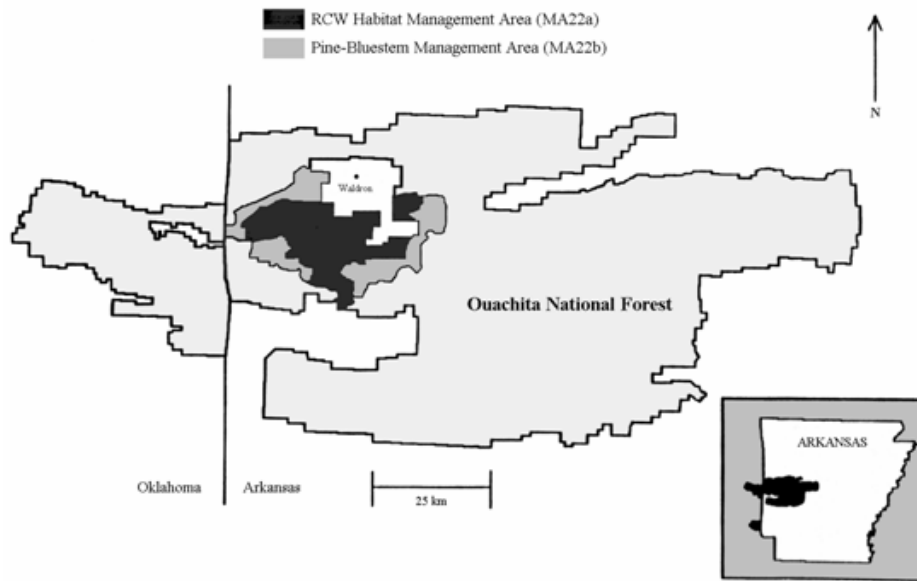 RCW Habitat Management Area (MA22a)
Pine-Bluestem Management Area (MA22b)
N
Waldron
Ouachita National Forest
ARKANSAS
Oklahoma
Arkansas
25 km